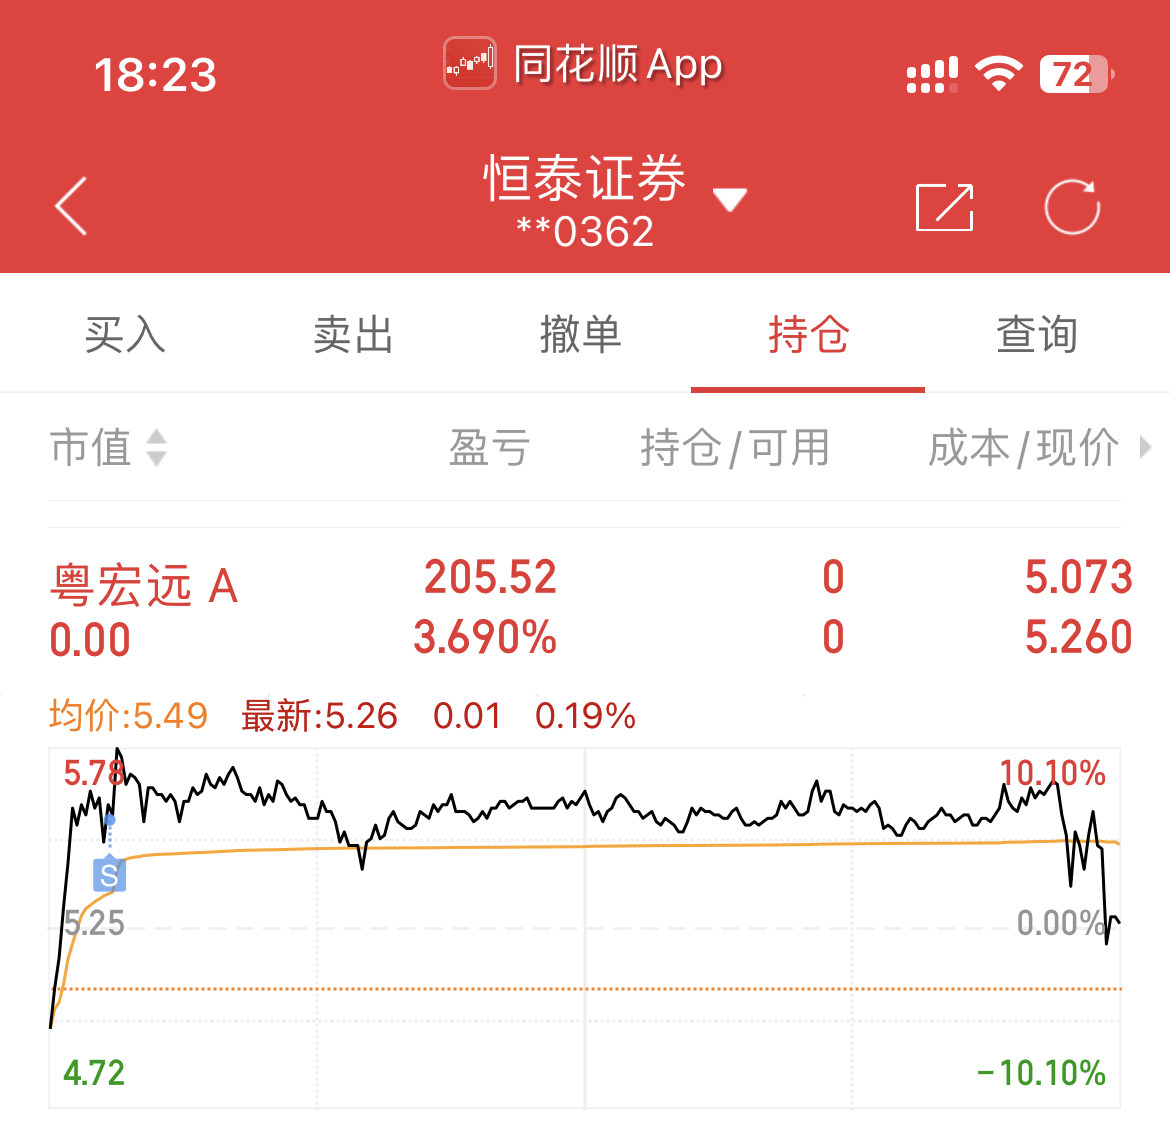 18:23 同花顺App 72
恒泰证券
**0362
买入 卖出 撤单 持仓 查询
市值 盈亏 持仓/可用 成本/现价
粤宏远 A 205.52 0 5.073
0.00 3.690% 0 5.260
均价:5.49 最新:5.26 0.01 0.19%
5.78 10.10%
S
5.25 0.00%
4.72 -10.10%